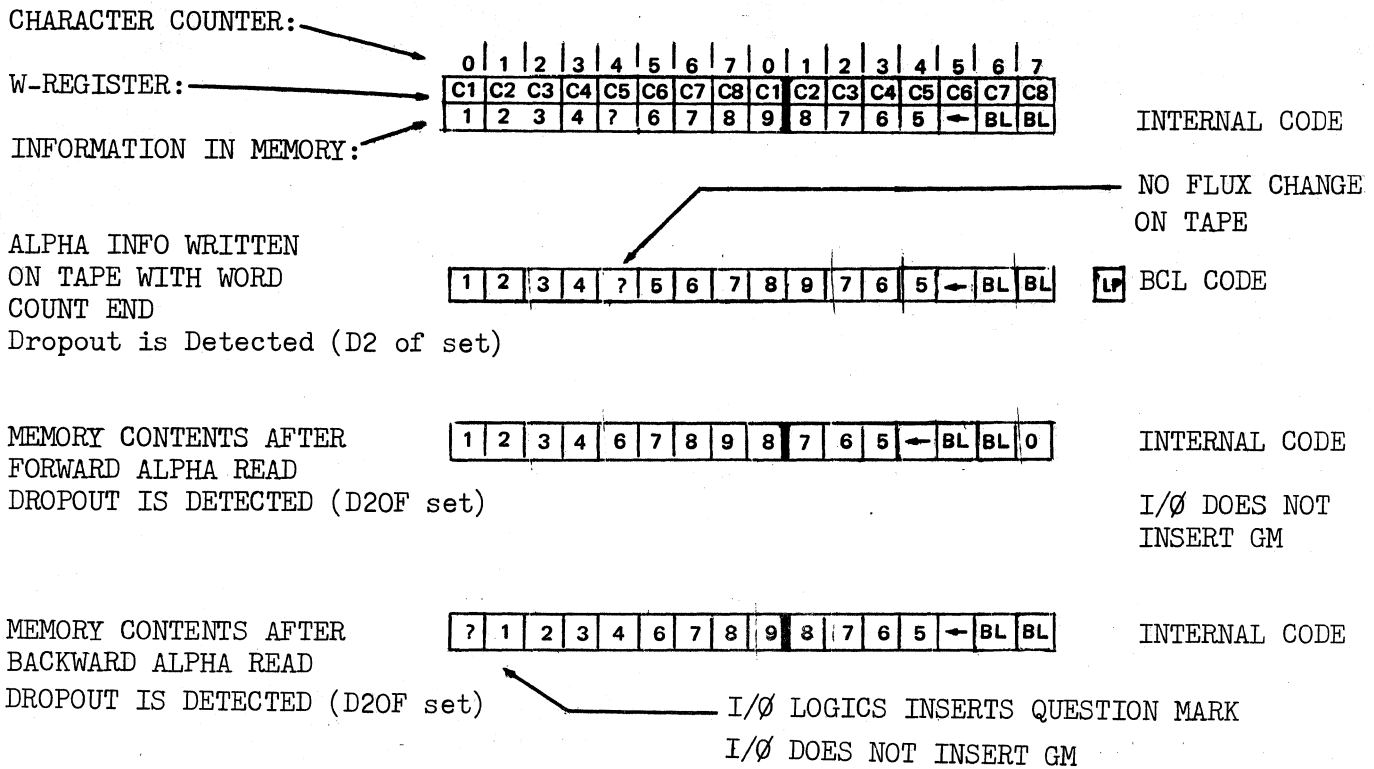 CHARACTER COUNTER:
0 1 2 3 4 5 6 7 0 1 2 3 4 5 6 7
W-REGISTER:
C1 C2 C3 C4 C5 C6 C7 C8 C1 C2 C3 C4 C5 C6 C7 C8
1 2 3 4 ? 6 7 8 9 8 7 6 5 ← BL BL
INTERNAL CODE
INFORMATION IN MEMORY:
NO FLUX CHANGE
ON TAPE
ALPHA INFO WRITTEN
ON TAPE WITH WORD
COUNT END
Dropout is Detected (D2 of set)
1 2 3 4 ? 5 6 7 8 9 7 6 5 ← BL BL
LP BCL CODE
MEMORY CONTENTS AFTER
FORWARD ALPHA READ
DROPOUT IS DETECTED (D2OF set)
1 2 3 4 6 7 8 9 8 7 6 5 ← BL BL 0
INTERNAL CODE
I/Ø DOES NOT
INSERT GM
MEMORY CONTENTS AFTER
BACKWARD ALPHA READ
DROPOUT IS DETECTED (D2OF set)
? 1 2 3 4 6 7 8 9 8 7 6 5 ← BL BL
INTERNAL CODE
I/Ø LOGICS INSERTS QUESTION MARK
I/Ø DOES NOT INSERT GM